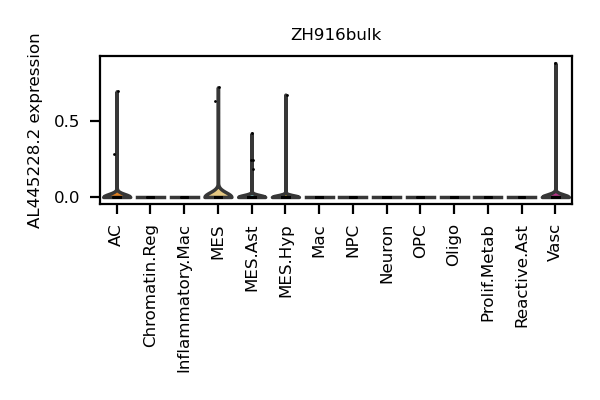 ZH916bulk
AL445228.2 expression
0.5
0.0
AC
Chromatin.Reg
Inflammatory.Mac
MES
MES.Ast
MES.Hyp
Mac
NPC
Neuron
OPC
Oligo
Prolif.Metab
Reactive.Ast
Vasc